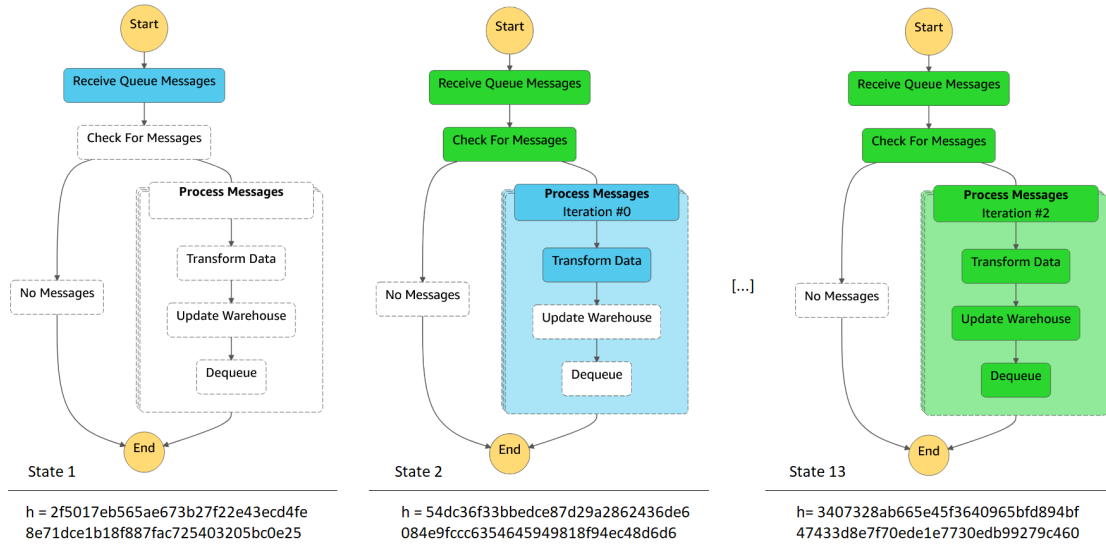 Start
Receive Queue Messages
Check For Messages
Process Messages
Transform Data
No Messages
Update Warehouse
Dequeue
End
State 1
h = 2f5017eb565ae673b27f22e43ecd4fe
8e71dce1b18f887fac725403205bc0e25
Start
Receive Queue Messages
Check For Messages
Process Messages
Iteration #0
Transform Data
No Messages
Update Warehouse
Dequeue
End
State 2
h = 54dc36f33bbedce87d29a2862436de6
084e9fccc6354645949818f94ec48d6d6
[...]
Start
Receive Queue Messages
Check For Messages
Process Messages
Iteration #2
Transform Data
No Messages
Update Warehouse
Dequeue
End
State 13
h= 3407328ab665e45f3640965bfd894bf
47433d8e7f70ede1e7730edb99279c460